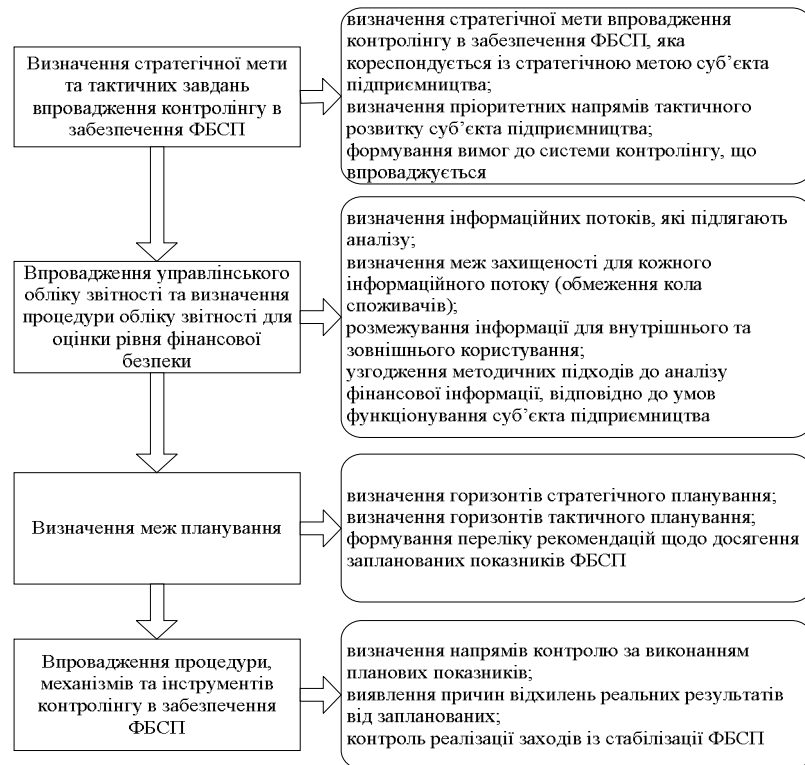 Визначення стратегічної мети
та тактичних завдань
впровадження контролінгу в
забезпечення ФБСП
визначення стратегічної мети впровадження
контролінгу в забезпечення ФБСП, яка
кореспондується із стратегічною метою суб’єкта
підприємництва;
визначення пріоритетних напрямів тактичного
розвитку суб’єкта підприємництва;
формування вимог до системи контролінгу, що
впроваджується
Впровадження управлінського
обліку звітності та визначення
процедури обліку звітності для
оцінки рівня фінансової
безпеки
визначення інформаційних потоків, які підлягають
аналізу;
визначення меж захищеності для кожного
інформаційного потоку (обмеження кола
споживачів);
розмежування інформації для внутрішнього та
зовнішнього користування;
узгодження методичних підходів до аналізу
фінансової інформації, відповідно до умов
функціонування суб’єкта підприємництва
Визначення меж планування
визначення горизонтів стратегічного планування;
визначення горизонтів тактичного планування;
формування переліку рекомендацій щодо досягення
запланованих показників ФБСП
Впровадження процедури,
механізмів та інструментів
контролінгу в забезпечення
ФБСП
визначення напрямів контролю за виконанням
планових показників;
виявлення причин відхилень реальних результатів
від запланованих;
контроль реалізації заходів із стабілізації ФБСП